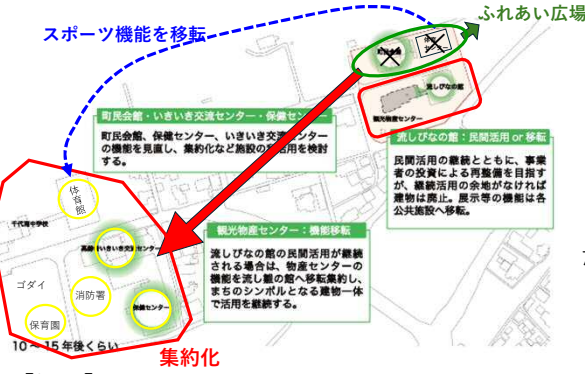 ふれあい広場
スポーツ機能を移転
流しびなの館
観光物産センター
町民会館・いきいき交流センター・保健セン
町民会館、保健センター、いきいき交流センター
の機能を見直し、集約化など施設の利活用を検討
する。
流しびなの館：民間活用 or 移転
民間活用の継続とともに、事業
者の投資による再整備を目指す
が、継続活用の余地がなければ
建物は廃止。展示等の機能は各
公共施設へ移転。
体育館
千代南中学校
観光物産センター：機能移転
流しびなの館の民間活用が継続
される場合は、物産センターの
機能を流し雛の館へ移転集約し、
まちのシンボルとなる建物一体
で活用を継続する。
いきいき交流センター
ゴダイ
消防署
保健センター
保育園
10～15年後くらい
集約化